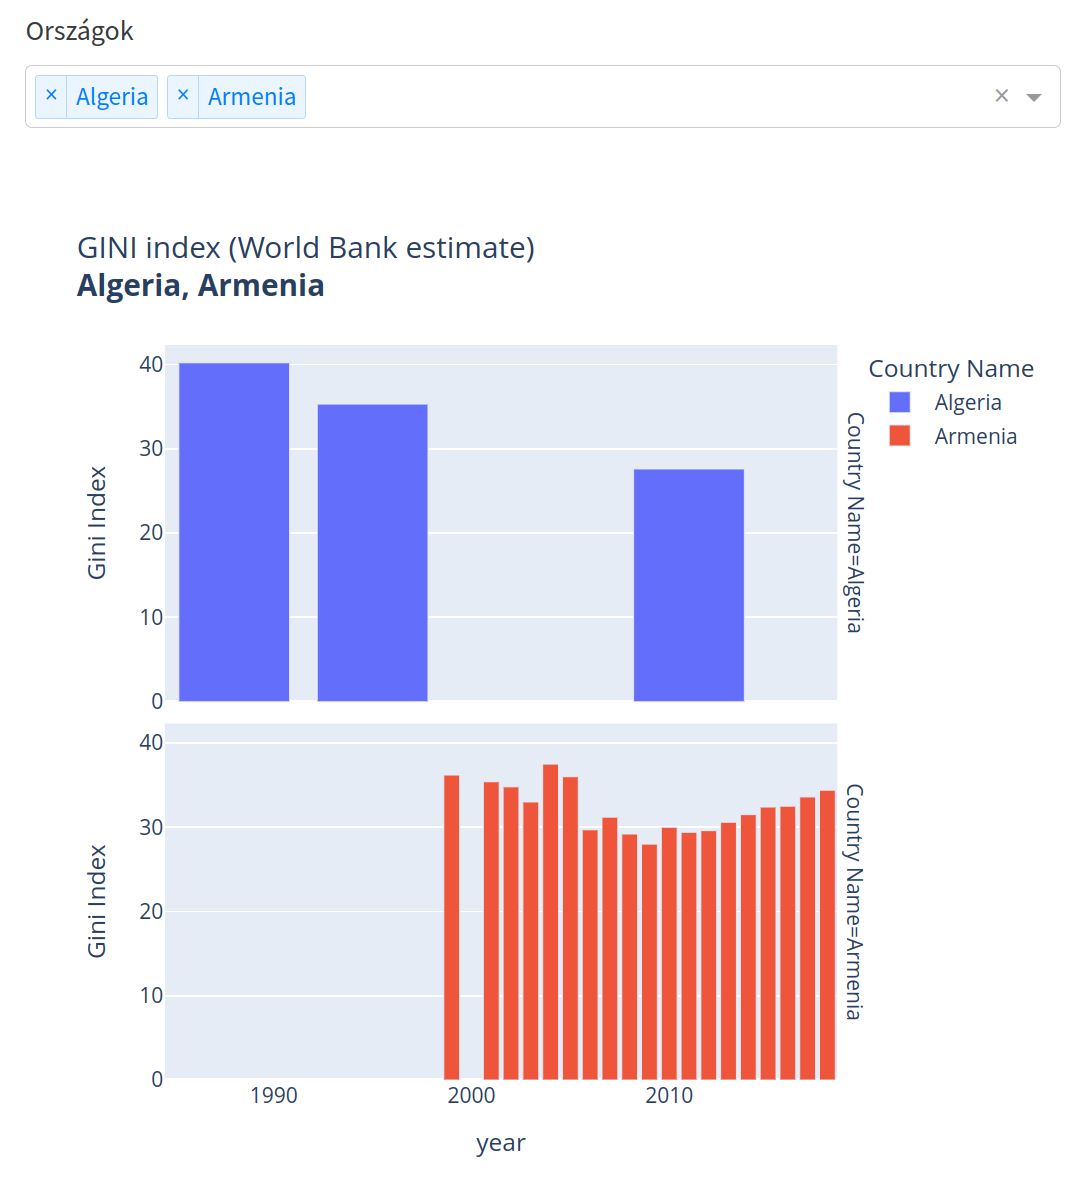 Országok
× Algeria × Armenia ×
GINI index (World Bank estimate)
Algeria, Armenia
40
30
20
10
0
Gini Index
Country Name=Algeria
Country Name
Algeria
Armenia
40
30
20
10
0
Gini Index
Country Name=Armenia
1990 2000 2010
year